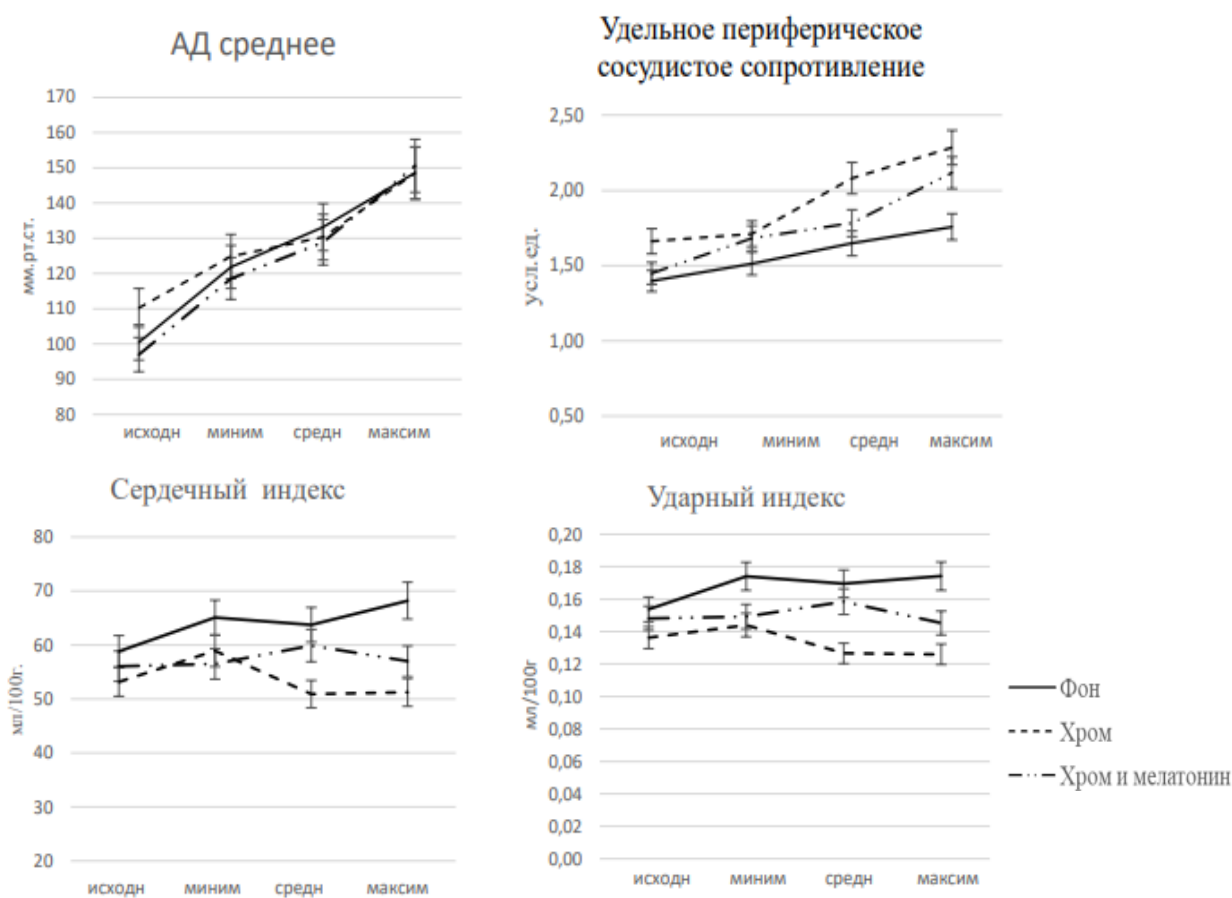 АД среднее
170
160
150
140
130
120
110
100
90
80
мм.рт.ст.
исходн миним средн максим
Удельное периферическое
сосудистое сопротивление
2,50
2,00
1,50
1,00
0,50
усл.ед.
исходн миним средн максим
Сердечный индекс
80
70
60
50
40
30
20
мл/100г.
исходн миним средн максим
Ударный индекс
0,20
0,18
0,16
0,14
0,12
0,10
0,08
0,06
0,04
0,02
0,00
мл/100г
исходн миним средн максим
Фон
Хром
Хром и мелатонин